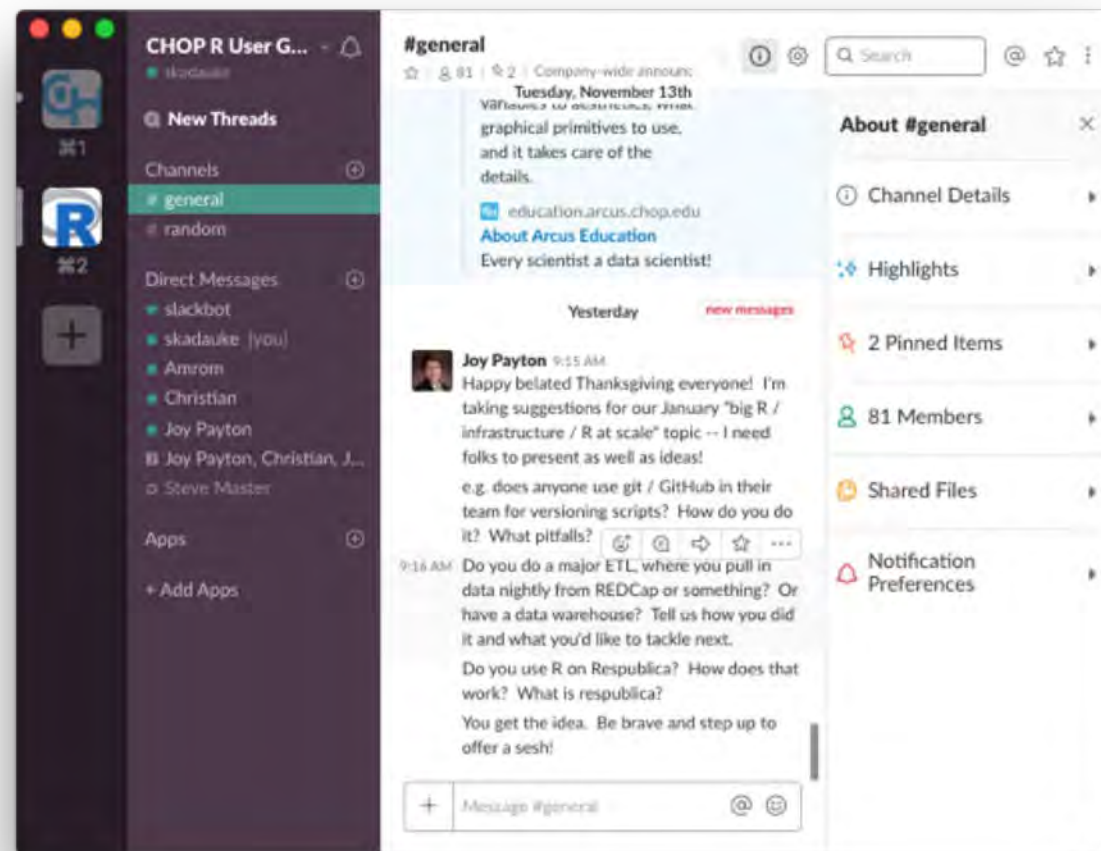 CHOP R User G...
skadauke
New Threads
Channels
# general
# random
Direct Messages
slackbot
skadauke (you)
Amrom
Christian
Joy Payton
3 Joy Payton, Christian, J...
Steve Master
Apps
+ Add Apps
⌘1
R
⌘2
+
#general
81 | 2 | Company-wide announc
Search
Tuesday, November 13th
variables to aesthetics, what
graphical primitives to use,
and it takes care of the
details.
education.arcus.chop.edu
About Arcus Education
Every scientist a data scientist!
Yesterday
new messages
Joy Payton 9:15 AM
Happy belated Thanksgiving everyone! I'm
taking suggestions for our January "big R /
infrastructure / R at scale" topic -- I need
folks to present as well as ideas!
e.g. does anyone use git / GitHub in their
team for versioning scripts? How do you do
it? What pitfalls?
9:16 AM Do you do a major ETL, where you pull in
data nightly from REDCap or something? Or
have a data warehouse? Tell us how you did
it and what you'd like to tackle next.
Do you use R on Respublica? How does that
work? What is respublica?
You get the idea. Be brave and step up to
offer a sesh!
+ Message #general
About #general
Channel Details
Highlights
2 Pinned Items
81 Members
Shared Files
Notification
Preferences